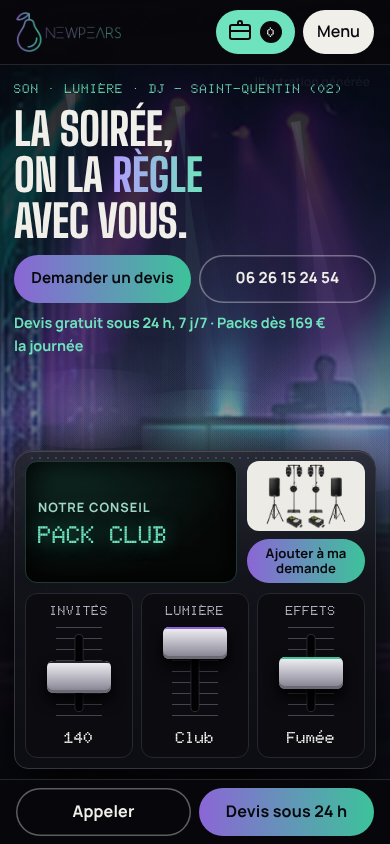 NEWPEARS
0
Menu
Illustration générée
SON · LUMIÈRE · DJ — SAINT-QUENTIN (02)
LA SOIRÉE,
ON LA RÈGLE
AVEC VOUS.
Demander un devis
06 26 15 24 54
Devis gratuit sous 24 h, 7 j/7 · Packs dès 169 €
la journée
NOTRE CONSEIL
PACK CLUB
Ajouter à ma
demande
INVITÉS
LUMIÈRE
EFFETS
140
Club
Fumée
Appeler
Devis sous 24 h